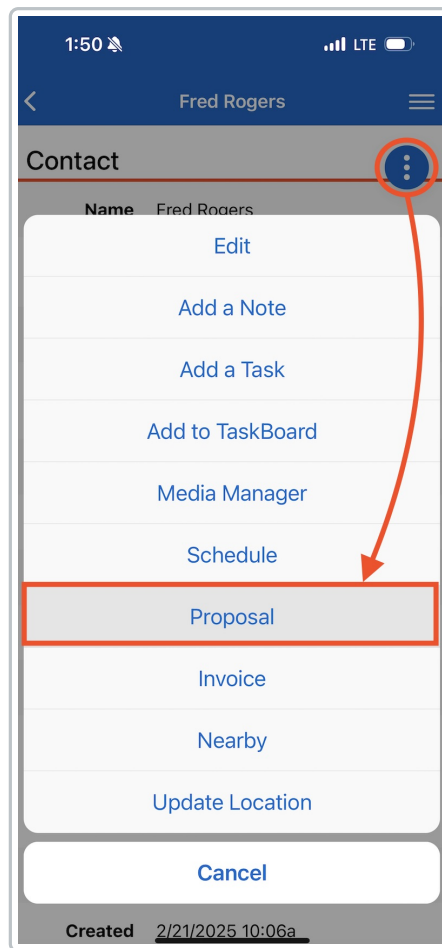 1:50 LTE
Fred Rogers
Contact
Name Fred Rogers
Edit
Add a Note
Add a Task
Add to TaskBoard
Media Manager
Schedule
Proposal
Invoice
Nearby
Update Location
Cancel
Created 2/21/2025 10:06a